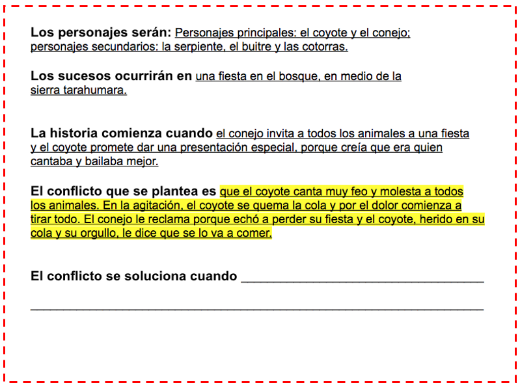 Los personajes serán: Personajes principales: el coyote y el conejo;
personajes secundarios: la serpiente, el buitre y las cotorras.
Los sucesos ocurrirán en una fiesta en el bosque, en medio de la
sierra tarahumara.
La historia comienza cuando el conejo invita a todos los animales a una fiesta
y el coyote promete dar una presentación especial, porque creía que era quien
cantaba y bailaba mejor.
El conflicto que se plantea es que el coyote canta muy feo y molesta a todos
los animales. En la agitación, el coyote se quema la cola y por el dolor comienza a
tirar todo. El conejo le reclama porque echó a perder su fiesta y el coyote, herido en su
cola y su orgullo, le dice que se lo va a comer.
El conflicto se soluciona cuando